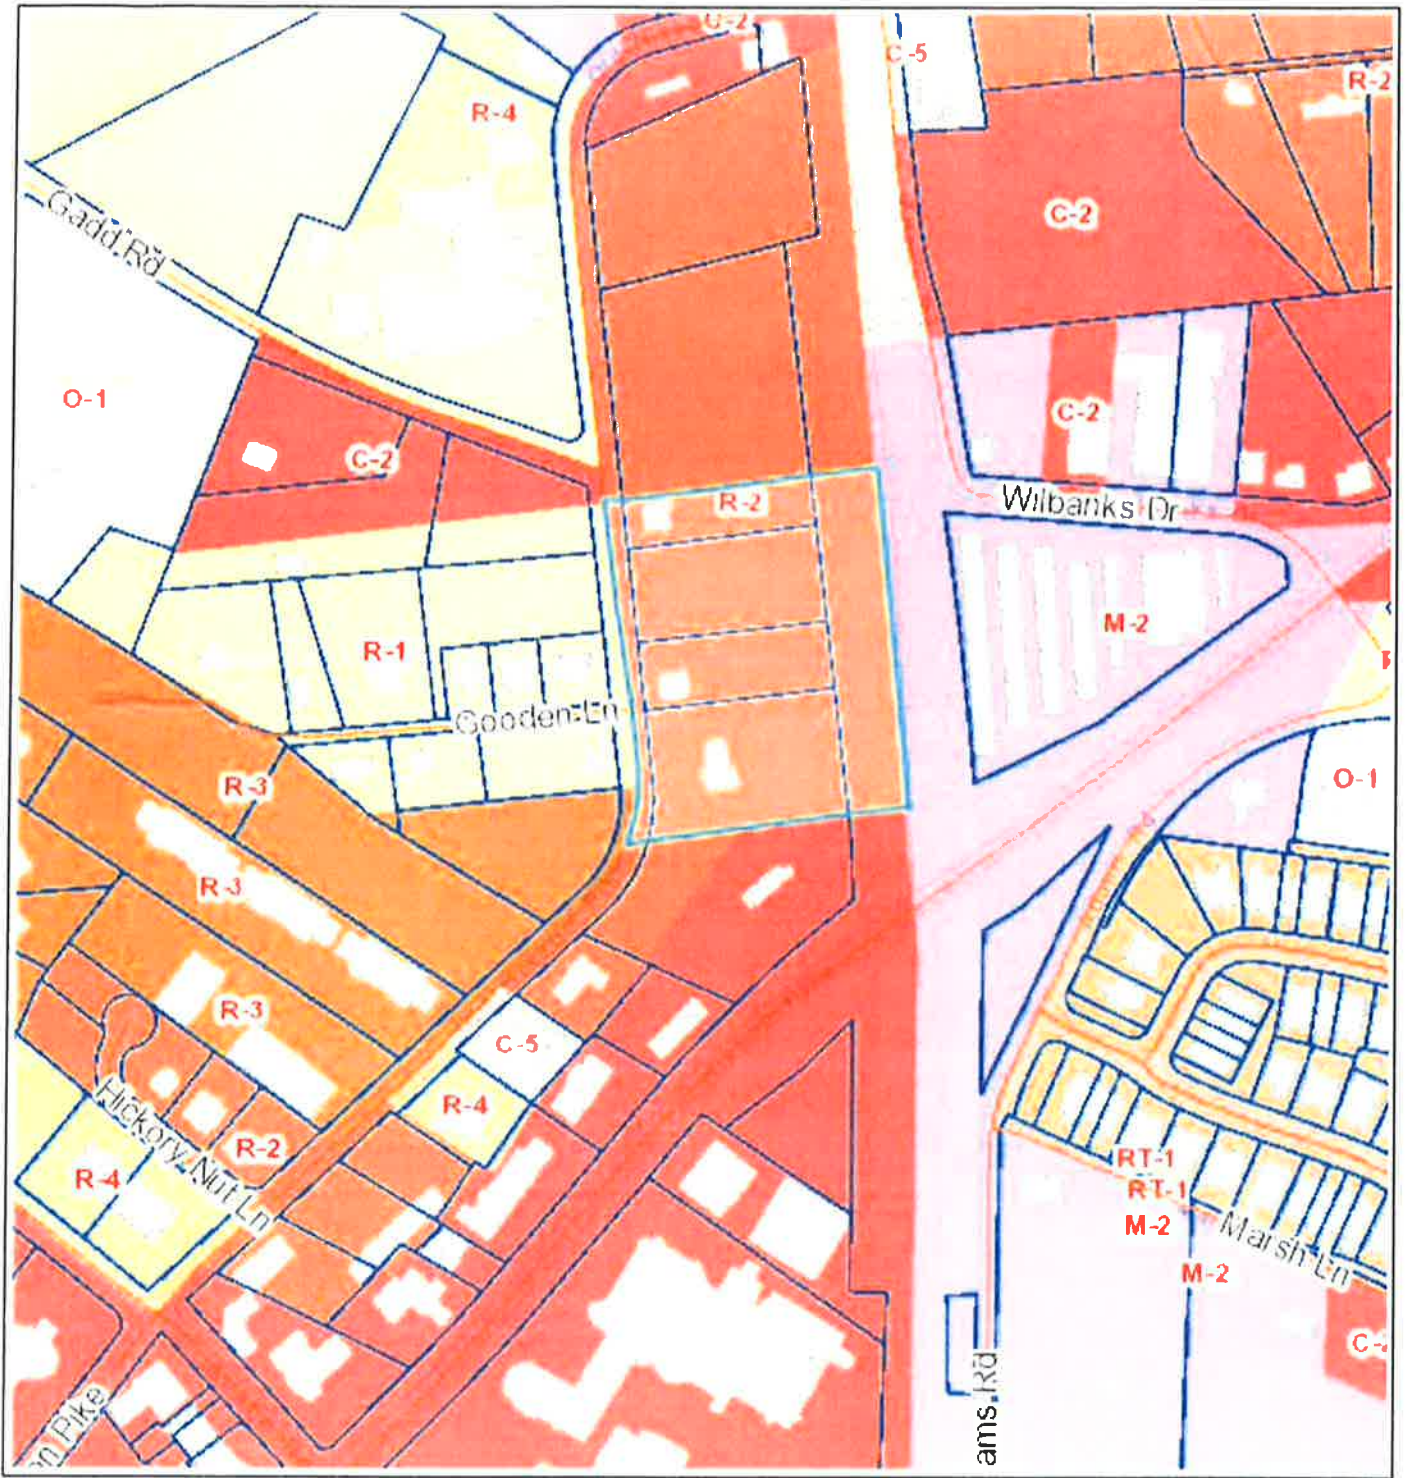 C-2
C-5
R-2
R-4
Gadd Rd
C-2
O-1
C-2
C-2
R-2
Wilbanks Dr
M-2
R-1
Gooden Ln
R-3
O-1
R-3
R-3
C-5
R-4
Hickory Nut Ln
R-2
R-4
RT-1
RT-1
M-2
Marsh Ln
M-2
ams Rd
on Pike